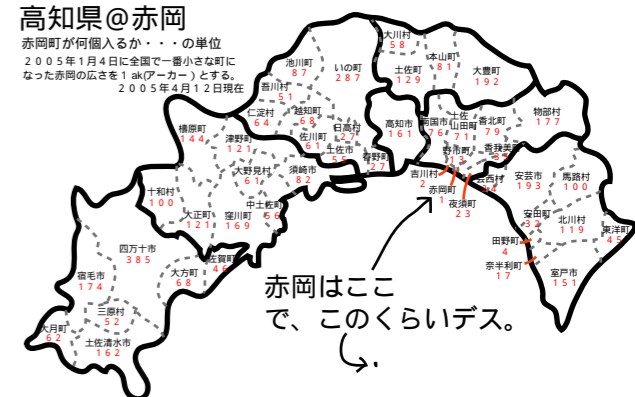 高知県@赤岡
赤岡町が何個入るか・・・の単位
２００５年１月４日に全国で一番小さな町に
なった赤岡の広さを１ak(アーカー）とする。
２００５年４月１２日現在
大川村
５８
本山町
８１
大豊町
１９２
土佐町
１２９
池川町
８７
いの町
２８７
吾川村
５１
仁淀村
６４
越知町
６８
日高村
２７
佐川町
６１
土佐市
５５
春野町
２７
高知市
１６１
南国市
７６
土佐
山田町
７１
香北町
７９
物部村
１７７
野市町
１３
香我美町
吉川村
２
赤岡町
１
夜須町
２３
芸西村
安芸市
１９３
馬路村
１００
安田町
３２
北川村
１１９
東洋町
４５
田野町
４
奈半利町
１７
室戸市
１５１
檮原町
１４４
津野町
１２１
大野見村
６１
須崎市
８２
十和村
１００
大正町
１２１
窪川町
１６９
中土佐町
５６
四万十市
３８５
佐賀町
４６
大方町
６８
宿毛市
１７４
三原村
５２
大月町
６２
土佐清水市
１６２
赤岡はここ
で、このくらいデス。